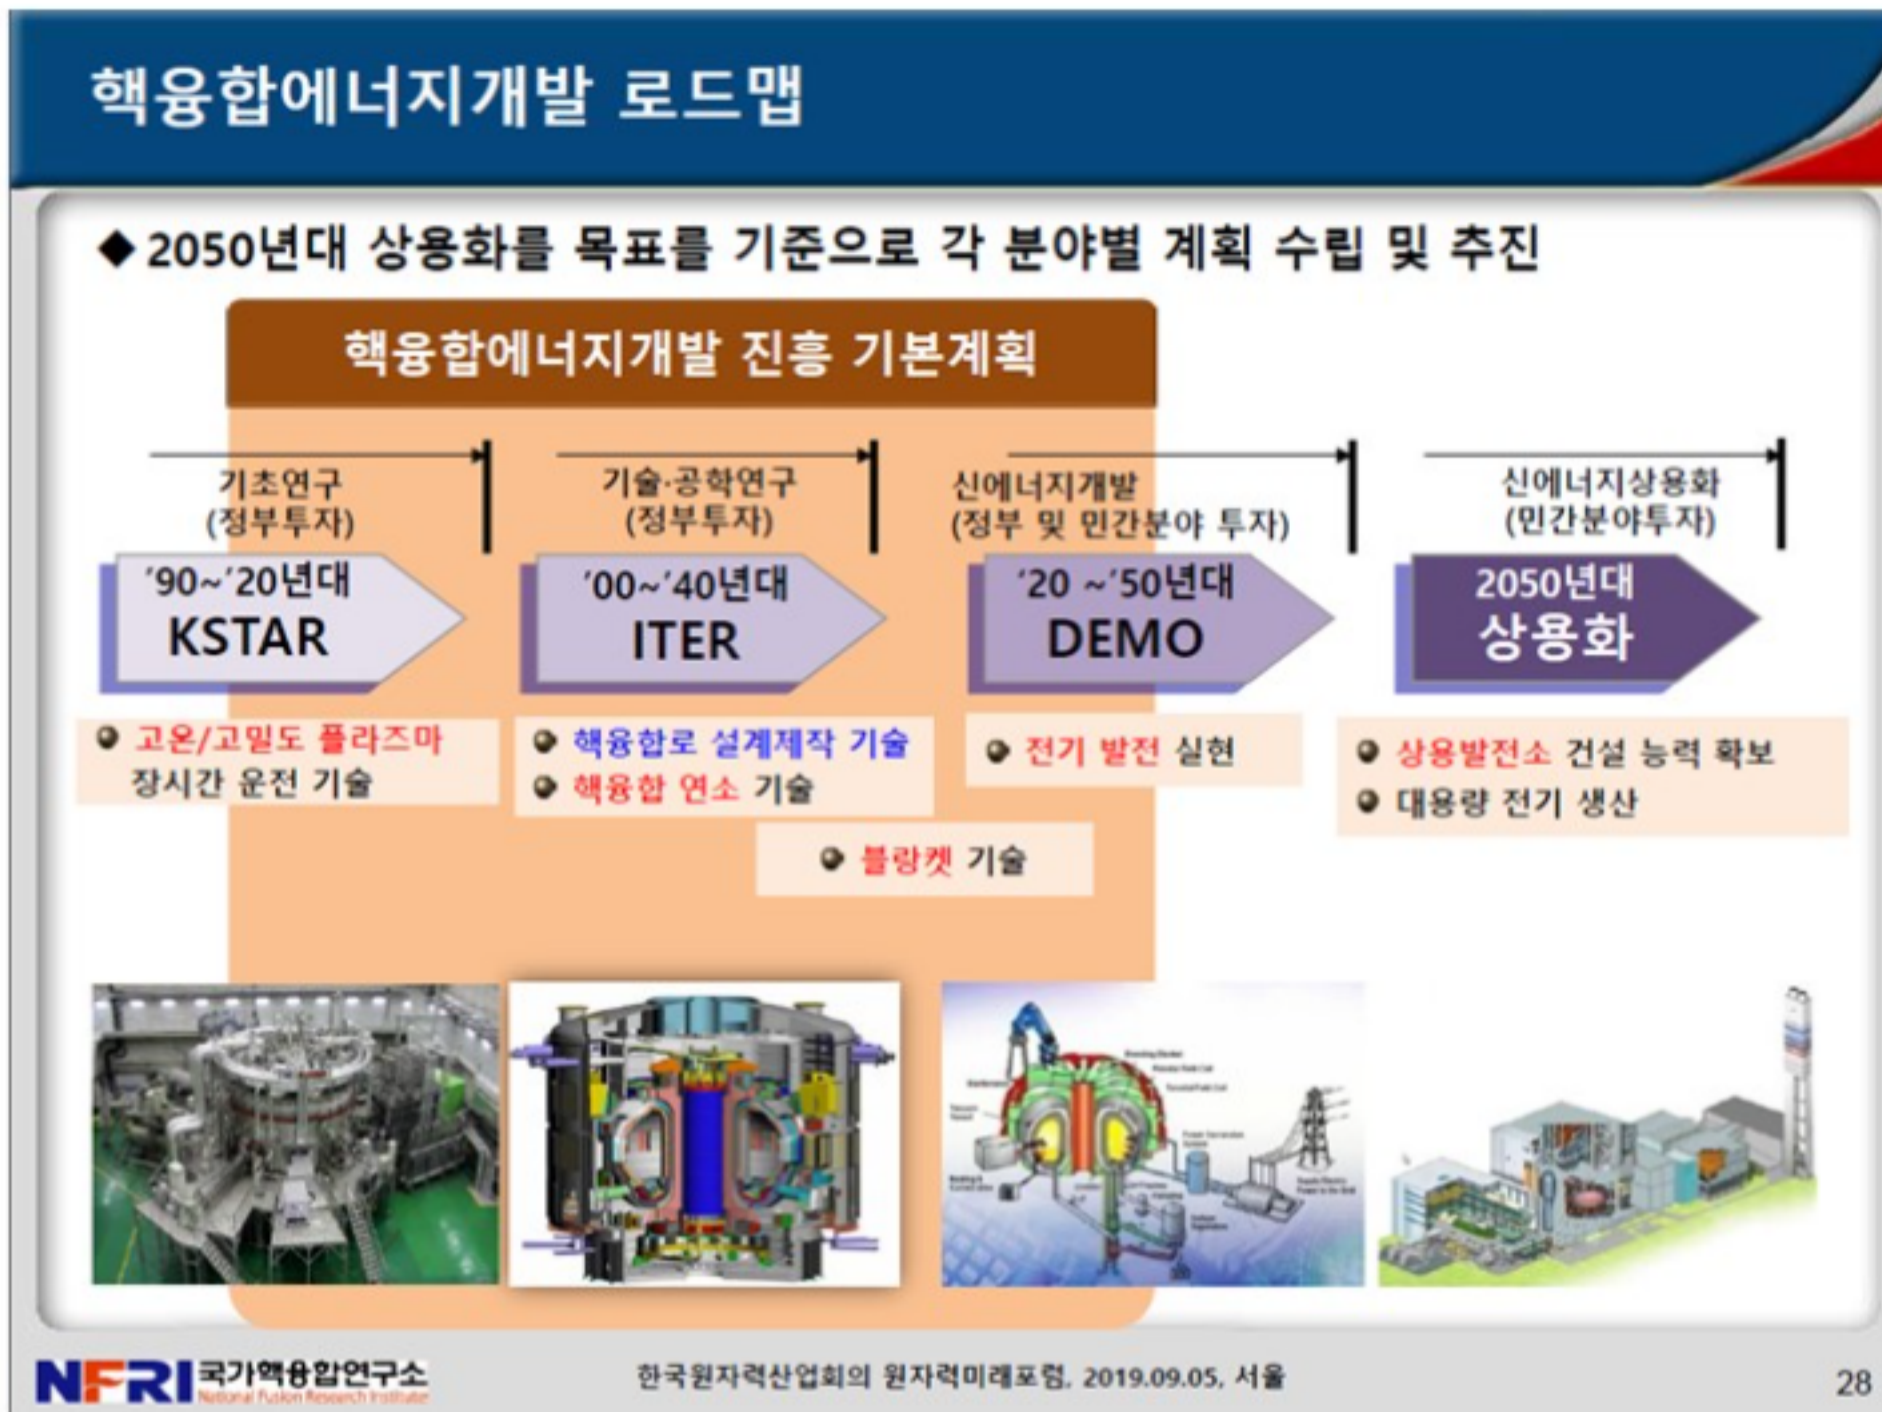 핵융합에너지개발 로드맵
◆ 2050년대 상용화를 목표를 기준으로 각 분야별 계획 수립 및 추진
핵융합에너지개발 진흥 기본계획
기초연구
(정부투자)
'90~'20년대
KSTAR
고온/고밀도 플라즈마
장시간 운전 기술
기술·공학연구
(정부투자)
'00~'40년대
ITER
핵융합로 설계제작 기술
핵융합 연소 기술
신에너지개발
(정부 및 민간분야 투자)
‘20 ~’50년대
DEMO
전기 발전 실현
블랑켓 기술
신에너지상용화
(민간분야투자)
2050년대
상용화
상용발전소 건설 능력 확보
대용량 전기 생산
NFRI 국가핵융합연구소
National Fusion Research Institute
한국원자력산업회의 원자력미래포럼, 2019.09.05, 서울
28